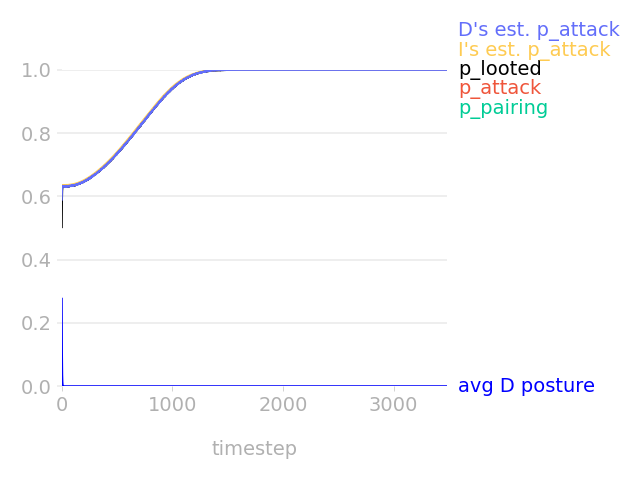 D's est. p_attack
I's est. p_attack
p_looted
p_attack
p_pairing
1.0
0.8
0.6
0.4
0.2
0.0
avg D posture
0
1000
2000
3000
timestep